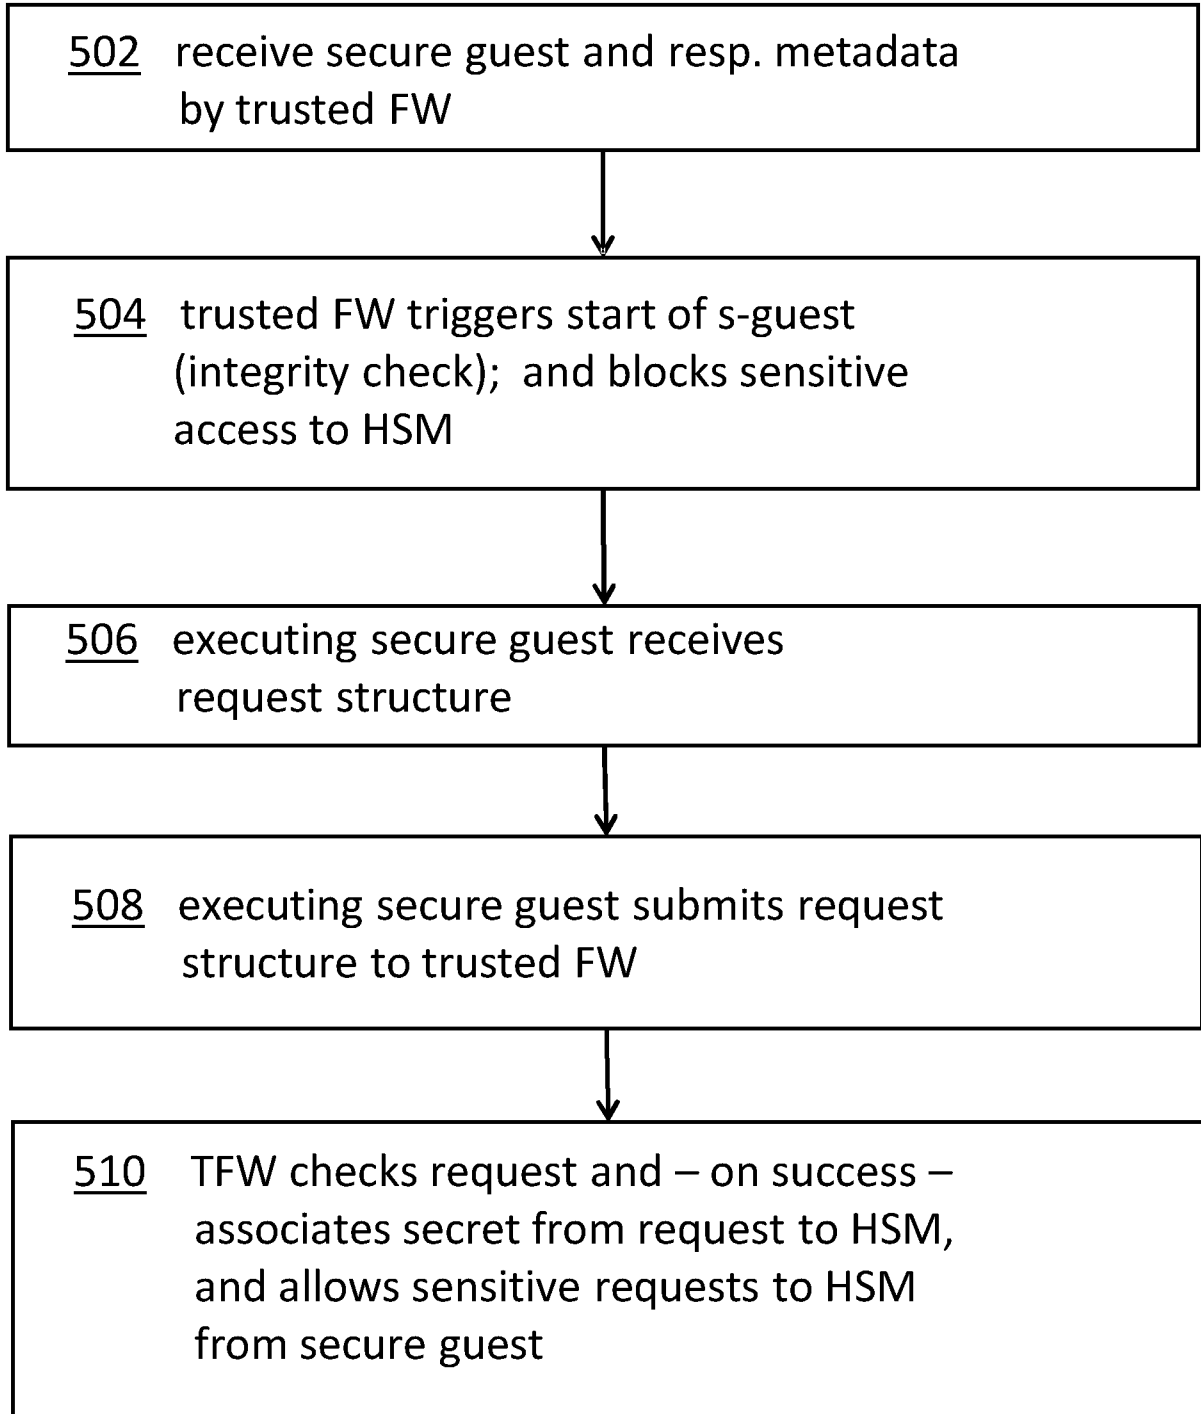 502 receive secure guest and resp. metadata
by trusted FW
504 trusted FW triggers start of s-guest
(integrity check); and blocks sensitive
access to HSM
506 executing secure guest receives
request structure
508 executing secure guest submits request
structure to trusted FW
510 TFW checks request and – on success –
associates secret from request to HSM,
and allows sensitive requests to HSM
from secure guest